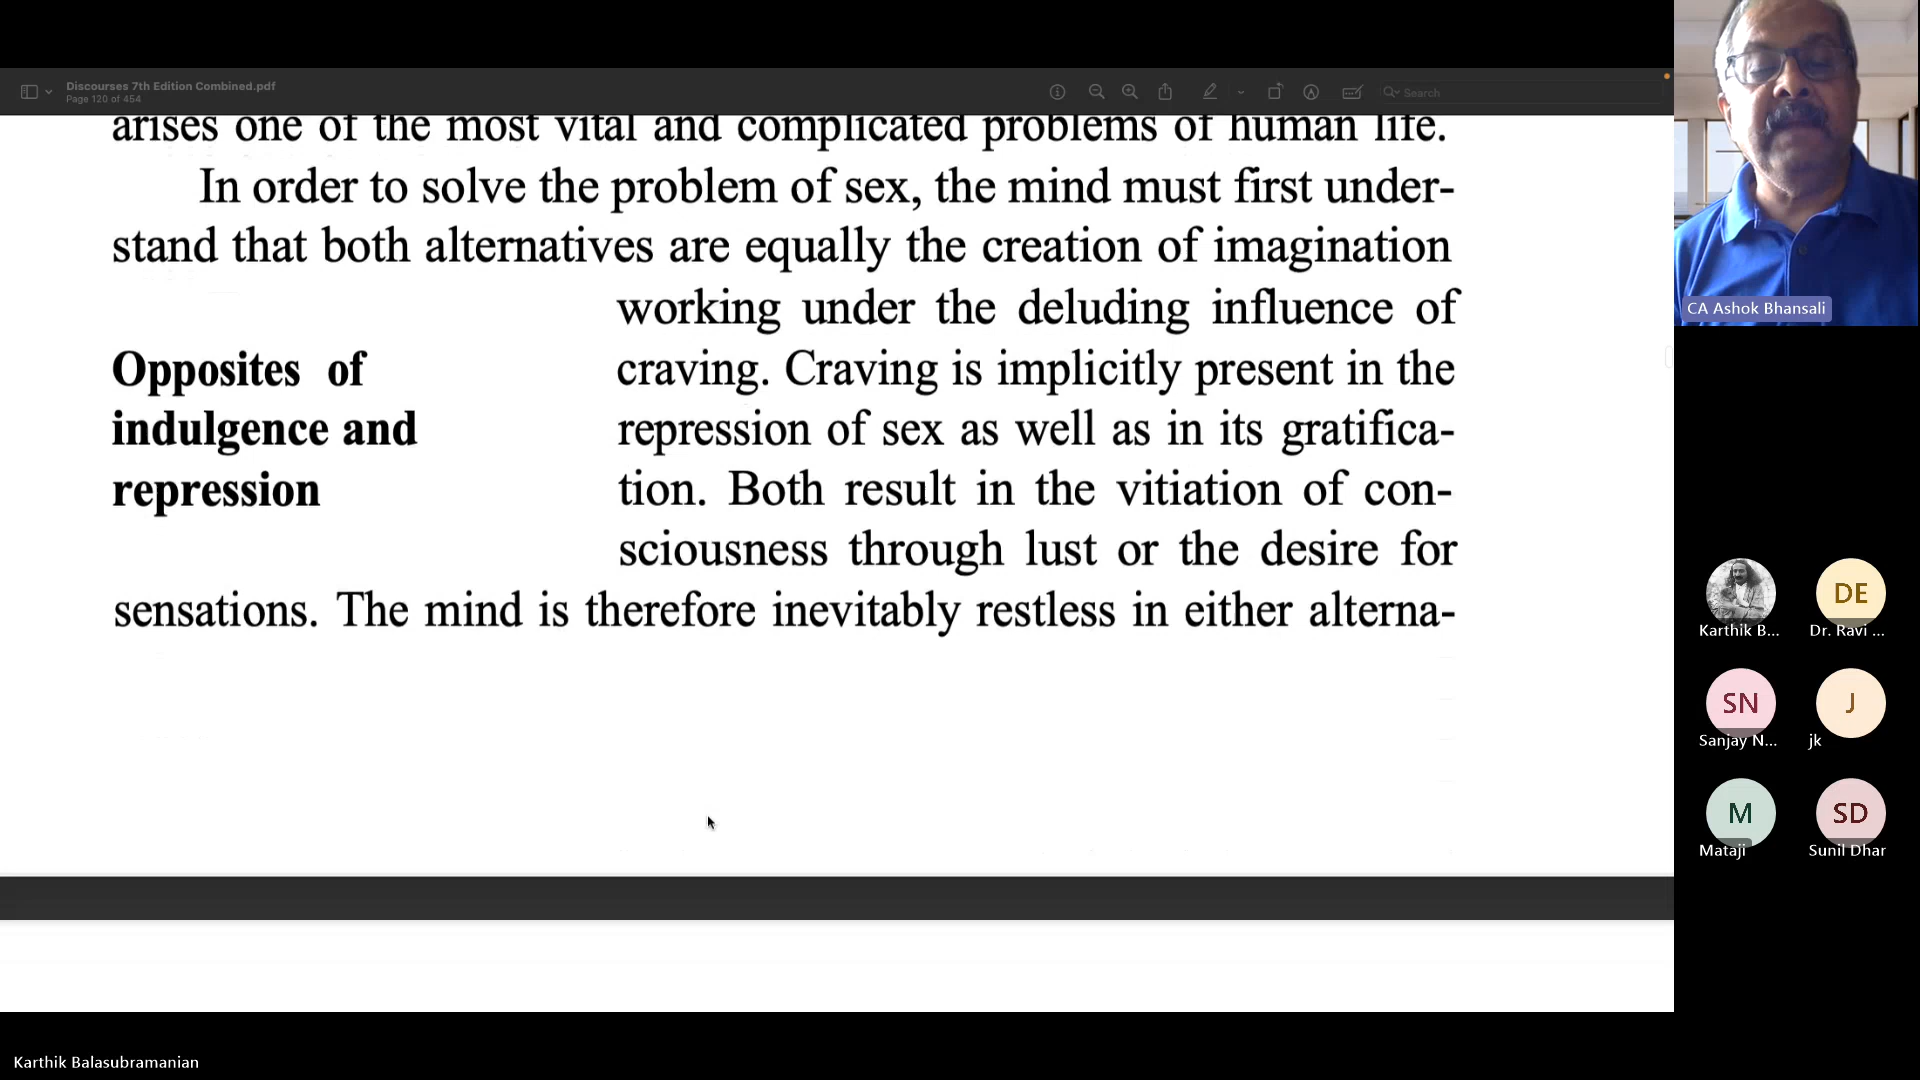 Discourses 7th Edition Combined.pdf
Page 120 of 454
Search
arises one of the most vital and complicated problems of human life.
In order to solve the problem of sex, the mind must first under-
stand that both alternatives are equally the creation of imagination
working under the deluding influence of
craving. Craving is implicitly present in the
repression of sex as well as in its gratifica-
tion. Both result in the vitiation of con-
sciousness through lust or the desire for
sensations. The mind is therefore inevitably restless in either alterna-
Opposites of
indulgence and
repression
CA Ashok Bhansali
Karthik B...
DE
Dr. Ravi ...
SN
Sanjay N...
J
jk
M
Mataji
SD
Sunil Dhar
Karthik Balasubramanian